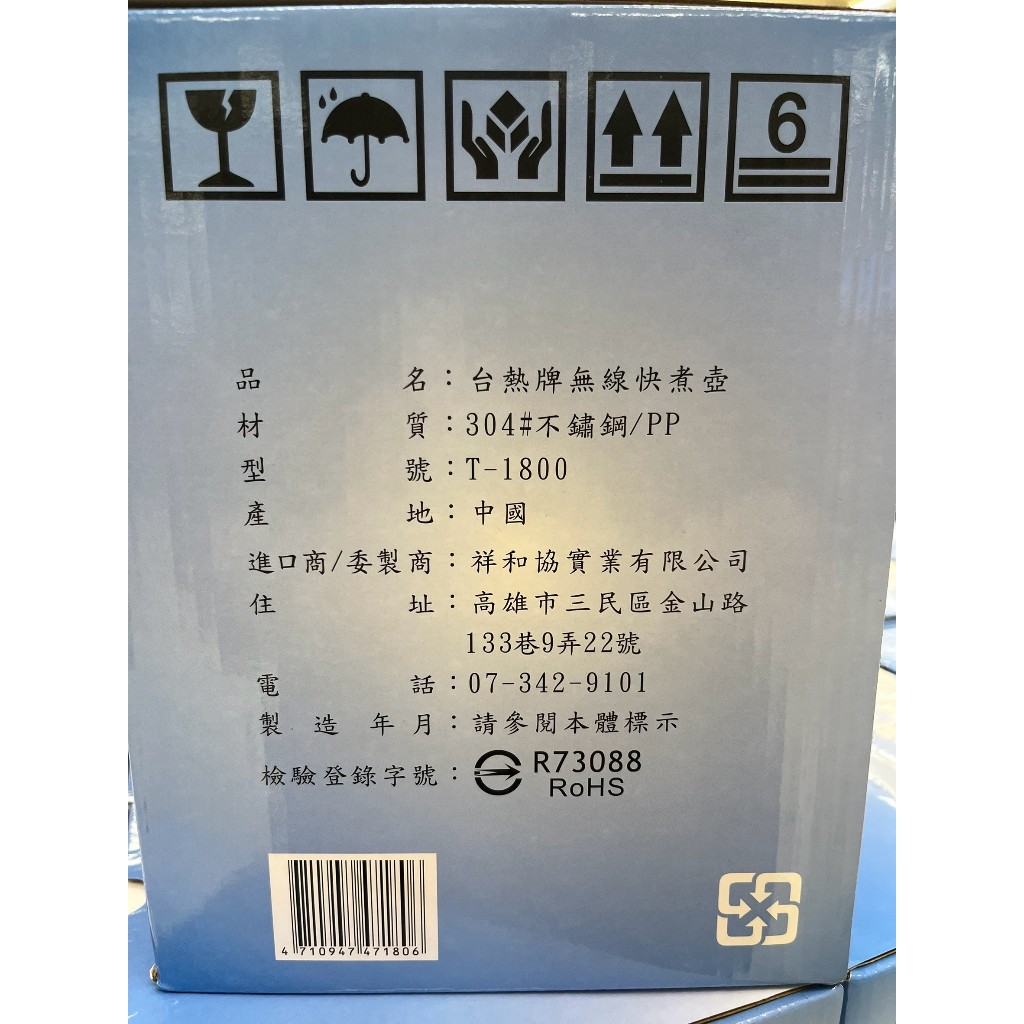 6
品名：台熱牌無線快煮壺
材質：304#不鏽鋼/PP
型號：T-1800
產地：中國
進口商/委製商：祥和協實業有限公司
住址：高雄市三民區金山路
133巷9弄22號
電話：07-342-9101
製造年月：請參閱本體標示
檢驗登錄字號：R73088
RoHS
4 710947 471806